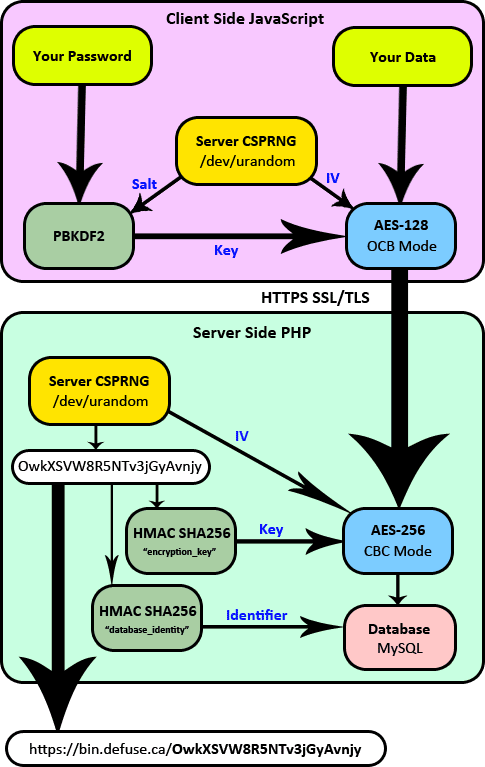 Client Side JavaScript
Your Password
Your Data
Server CSPRNG
/dev/urandom
Salt
IV
PBKDF2
Key
AES-128
OCB Mode
HTTPS SSL/TLS
Server Side PHP
Server CSPRNG
/dev/urandom
IV
OwkXSVW8R5NTv3jGyAvnjy
HMAC SHA256
"encryption_key"
Key
AES-256
CBC Mode
HMAC SHA256
"database_identity"
Identifier
Database
MySQL
https://bin.defuse.ca/OwkXSVW8R5NTv3jGyAvnjy